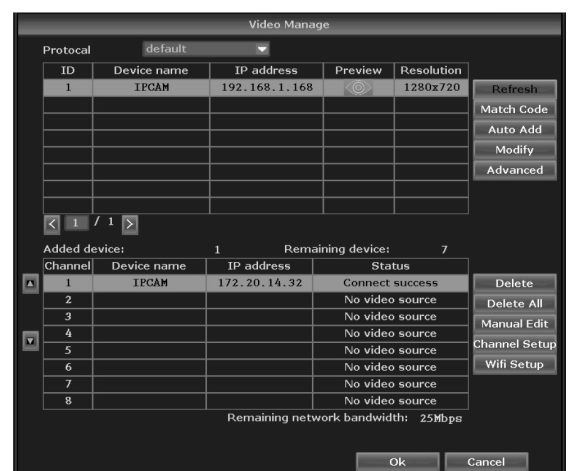 Video Manage
Protocal default
ID Device name IP address Preview Resolution
1 IPCAM 192.168.1.168 1280x720
Refresh
Match Code
Auto Add
Modify
Advanced
< 1 / 1 >
Added device: 1 Remaining device: 7
Channel Device name IP address Status
1 IPCAM 172.20.14.32 Connect success
2 No video source
3 No video source
4 No video source
5 No video source
6 No video source
7 No video source
8 No video source
Delete
Delete All
Manual Edit
Channel Setup
Wifi Setup
Remaining network bandwidth: 25Mbps
Ok Cancel